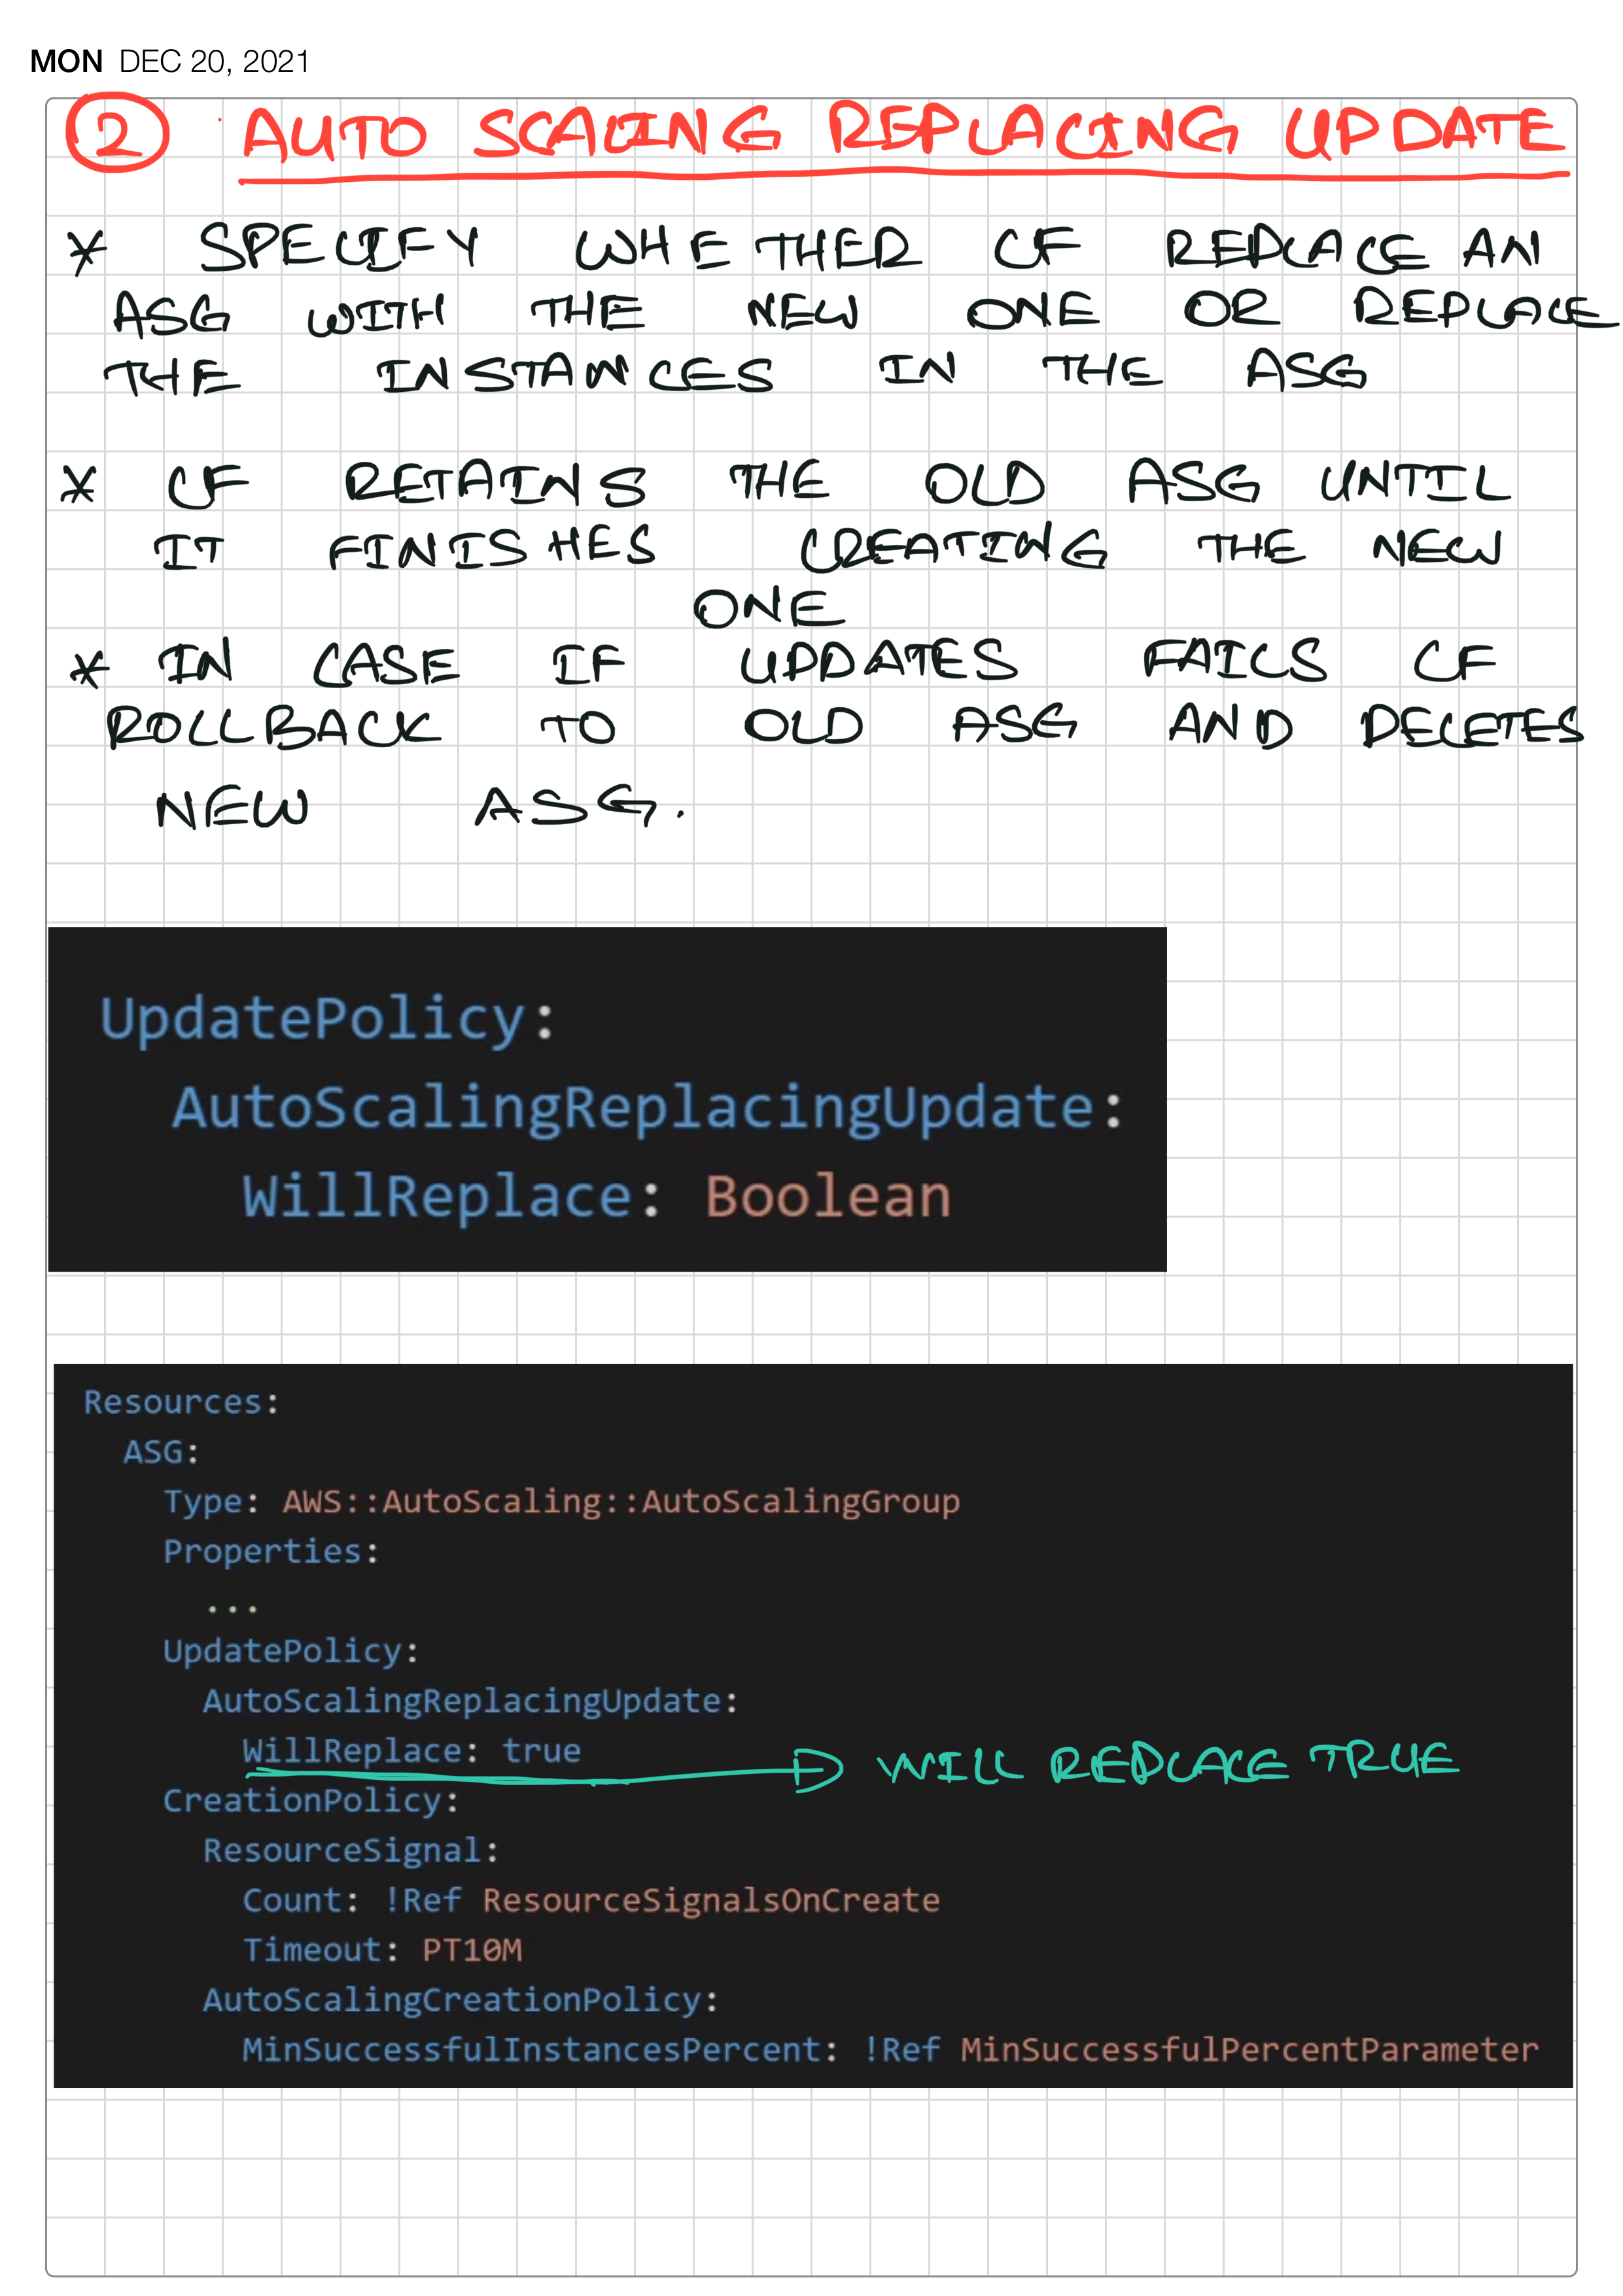 MON DEC 20, 2021
2 AUTO SCALING REPLACING UPDATE
* SPECIFY WHETHER CF REPLACE AN
ASG WITH THE NEW ONE OR REPLACE
THE INSTANCES IN THE ASG
* CF RETAINS THE OLD ASG UNTIL
IT FINISHES CREATING THE NEW
ONE
* IN CASE IF UPDATES FAILS CF
ROLLBACK TO OLD ASG AND DELETES
NEW ASG.
UpdatePolicy:
AutoScalingReplacingUpdate:
WillReplace: Boolean
Resources:
ASG:
Type: AWS::AutoScaling::AutoScalingGroup
Properties:
...
UpdatePolicy:
AutoScalingReplacingUpdate:
WillReplace: true WILL REPLACE TRUE
CreationPolicy:
ResourceSignal:
Count: !Ref ResourceSignalsOnCreate
Timeout: PT10M
AutoScalingCreationPolicy:
MinSuccessfulInstancesPercent: !Ref MinSuccessfulPercentParameter